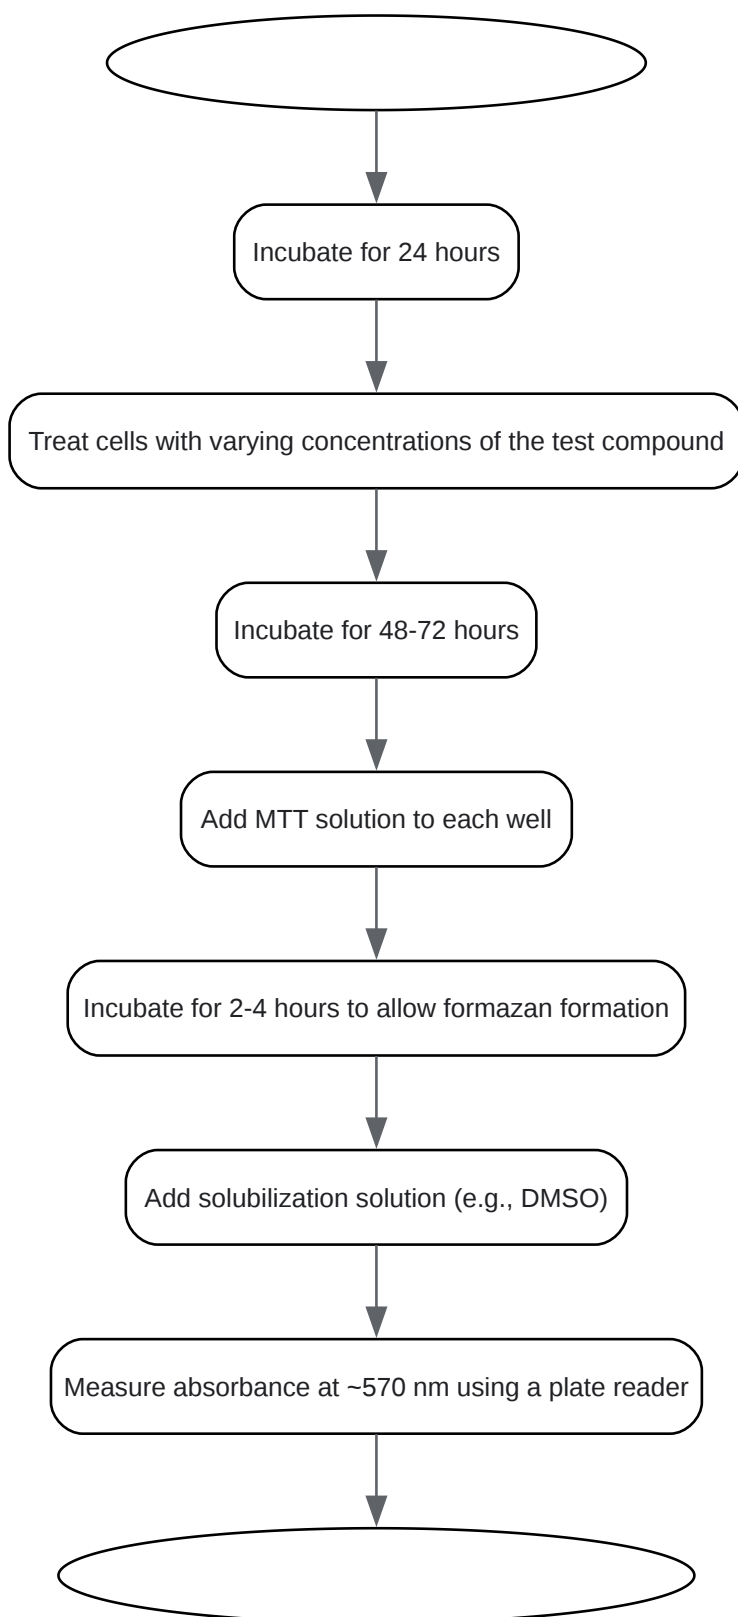 Incubate for 24 hours
Treat cells with varying concentrations of the test compound
Incubate for 48-72 hours
Add MTT solution to each well
Incubate for 2-4 hours to allow formazan formation
Add solubilization solution (e.g., DMSO)
Measure absorbance at ~570 nm using a plate reader